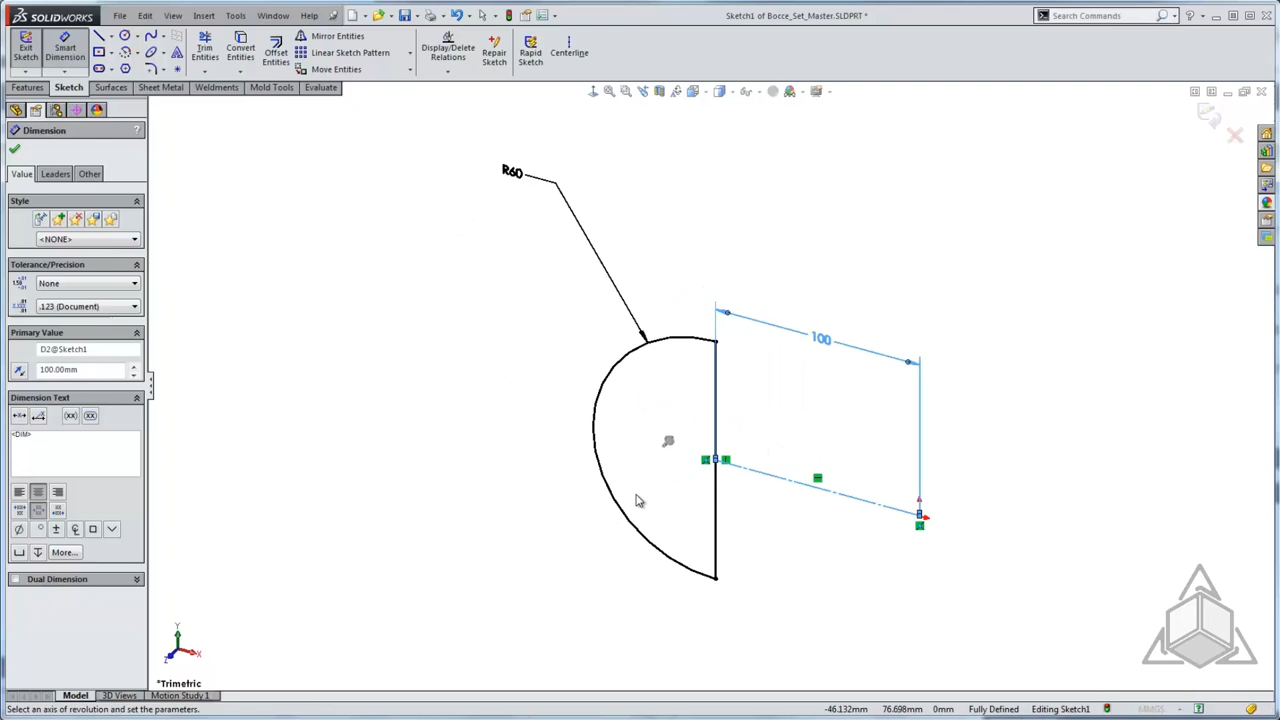 SOLIDWORKS File Edit View Insert Tools Window Help Sketch1 of Bocce_Set_Master.SLDPRT * Search Commands
Exit Sketch Smart Dimension Trim Entities Convert Entities Offset Entities Mirror Entities Linear Sketch Pattern Move Entities Display/Delete Relations Repair Sketch Rapid Sketch Centerline
Features Sketch Surfaces Sheet Metal Weldments Mold Tools Evaluate
Dimension ?
Value Leaders Other
Style
<NONE>
Tolerance/Precision
None
.123 (Document)
Primary Value
D2@Sketch1
100.00mm
Dimension Text
(xx)
<DIM>
More...
Dual Dimension
R60
100
Y
Z X
*Trimetric
Model 3D Views Motion Study 1
Select an axis of revolution and set the parameters. -46.132mm 76.698mm 0mm Fully Defined Editing Sketch1 MMGS